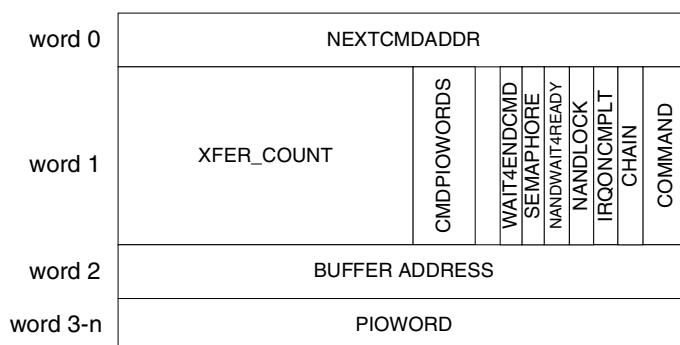 word 0
NEXTCMDADDR
word 1
XFER_COUNT
CMDPIOWORDS
WAIT4ENDCMD
SEMAPHORE
NANDWAIT4READY
NANDLOCK
IRQONCMPLT
CHAIN
COMMAND
word 2
BUFFER ADDRESS
word 3-n
PIOWORD